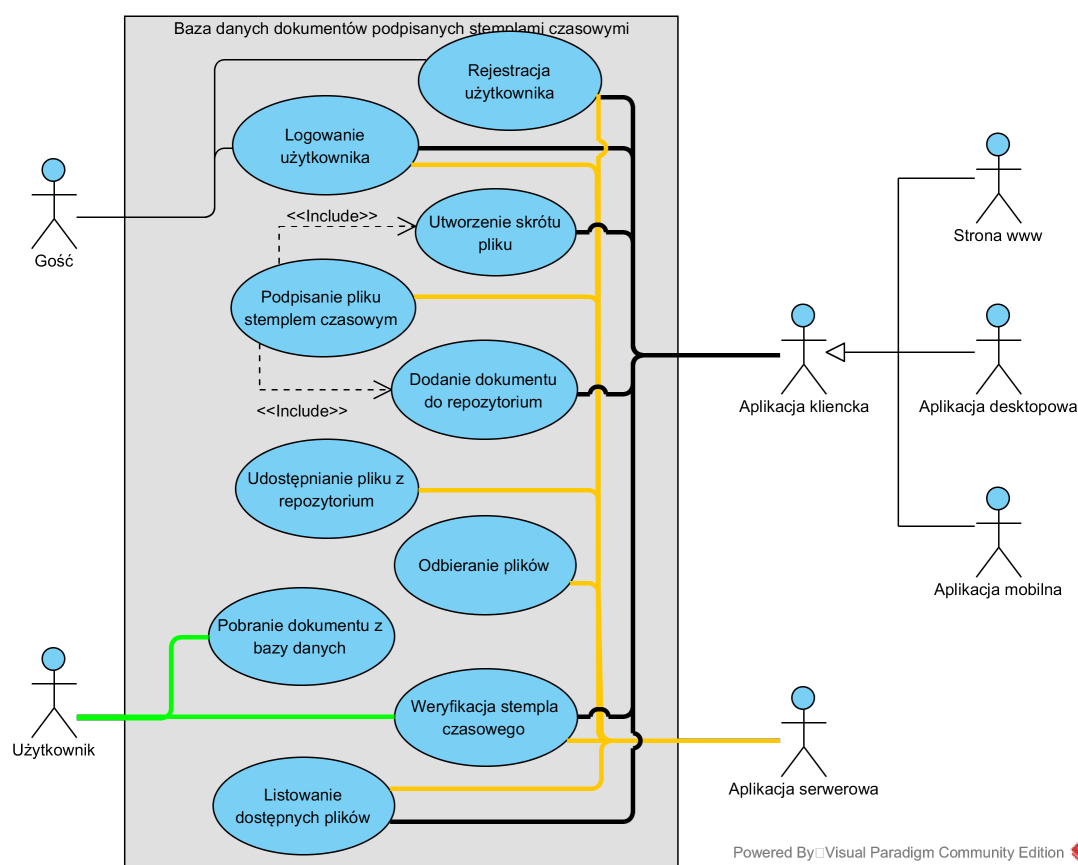 Baza danych dokumentów podpisanych stemplami czasowymi
Rejestracja
użytkownika
Logowanie
użytkownika
<<Include>>
Utworzenie skrótu
pliku
Gość
Strona www
Podpisanie pliku
stemplem czasowym
Dodanie dokumentu
do repozytorium
<<Include>>
Aplikacja kliencka
Aplikacja desktopowa
Udostępnianie pliku z
repozytorium
Odbieranie plików
Aplikacja mobilna
Pobranie dokumentu z
bazy danych
Weryfikacja stempla
czasowego
Użytkownik
Aplikacja serwerowa
Listowanie
dostępnych plików
Powered By Visual Paradigm Community Edition